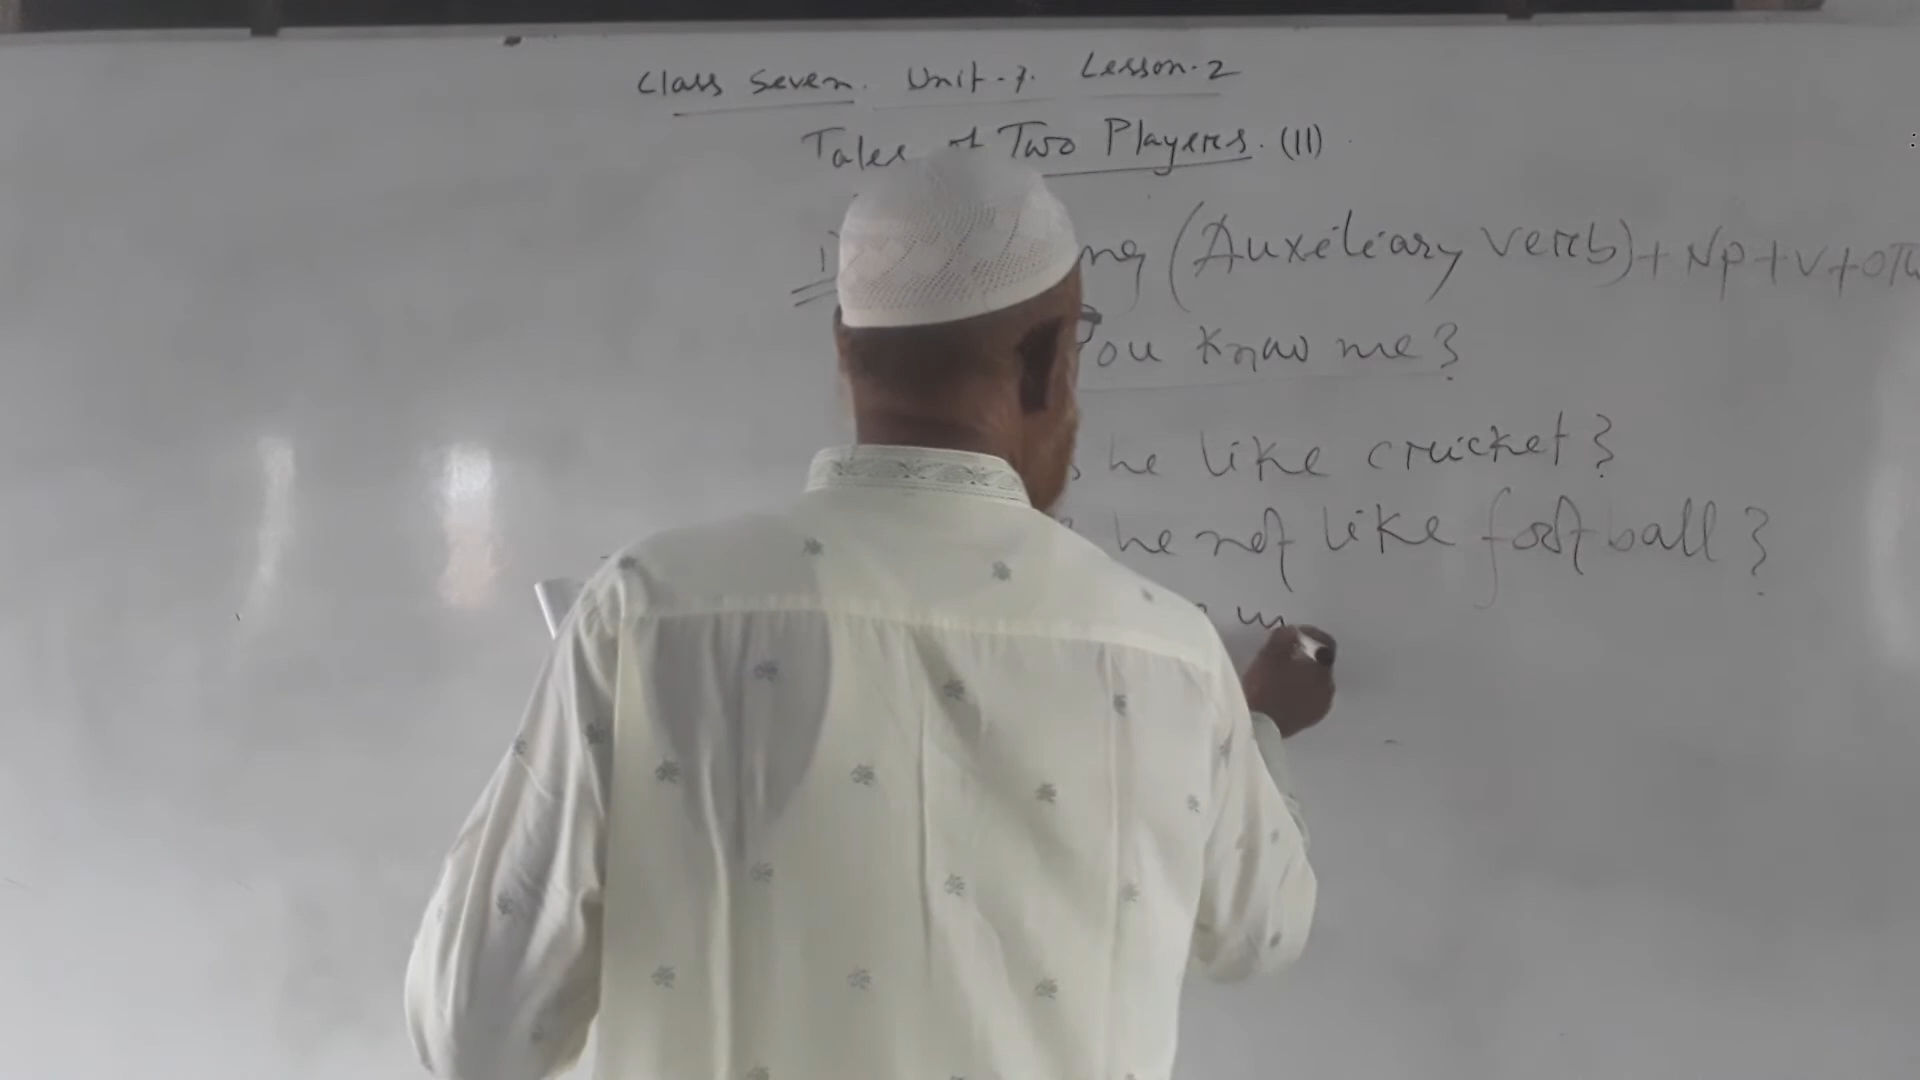 Class Seven. Unit-7. Lesson-2
Tales of Two Players. (II)
(Auxiliary verb) + Np + V +
you know me?
he like cricket?
he not like football?